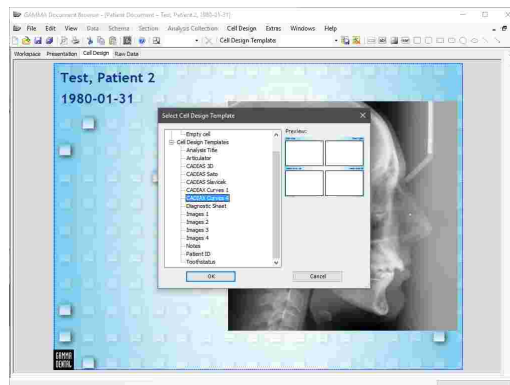 GAMMA Document Browser - [Patient Document - Test, Patient 2, 1980-01-31]
File Edit View Data Schema Section Analyst Collection Cell Design Extras Windows Help
Cell Design Template
Workspace Presentation Cell Design Raw Data
Test, Patient 2
1980-01-31
Select Cell Design Template
Empty cell
Preview:
Cell Design Templates
Analysis Title
Articulator
CADIAS 3D
CADIAS Sato
CADIAS Slavicek
CADIAX Curves 1
CADIAX Curves 4
Diagnostic Sheet
Images 1
Images 2
Images 3
Images 4
Notes
Patient ID
Toothstatus
OK Cancel
GAMMA
DENTAL